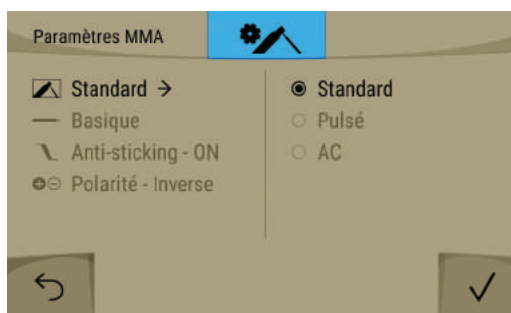 Paramètres MMA
Standard →
Basique
Anti-sticking - ON
Polarité - Inverse
Standard
Pulsé
AC